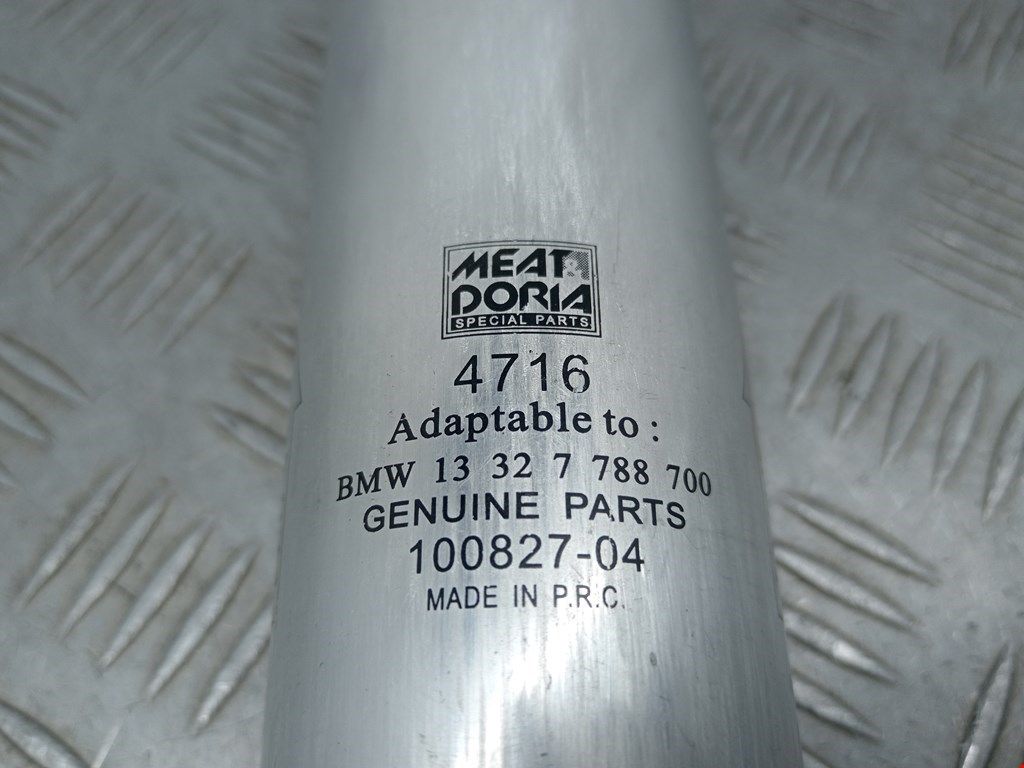 MEAT &
DORIA
SPECIAL PARTS
4716
Adaptable to :
BMW 13 32 7 788 700
GENUINE PARTS
100827-04
MADE IN P.R.C.